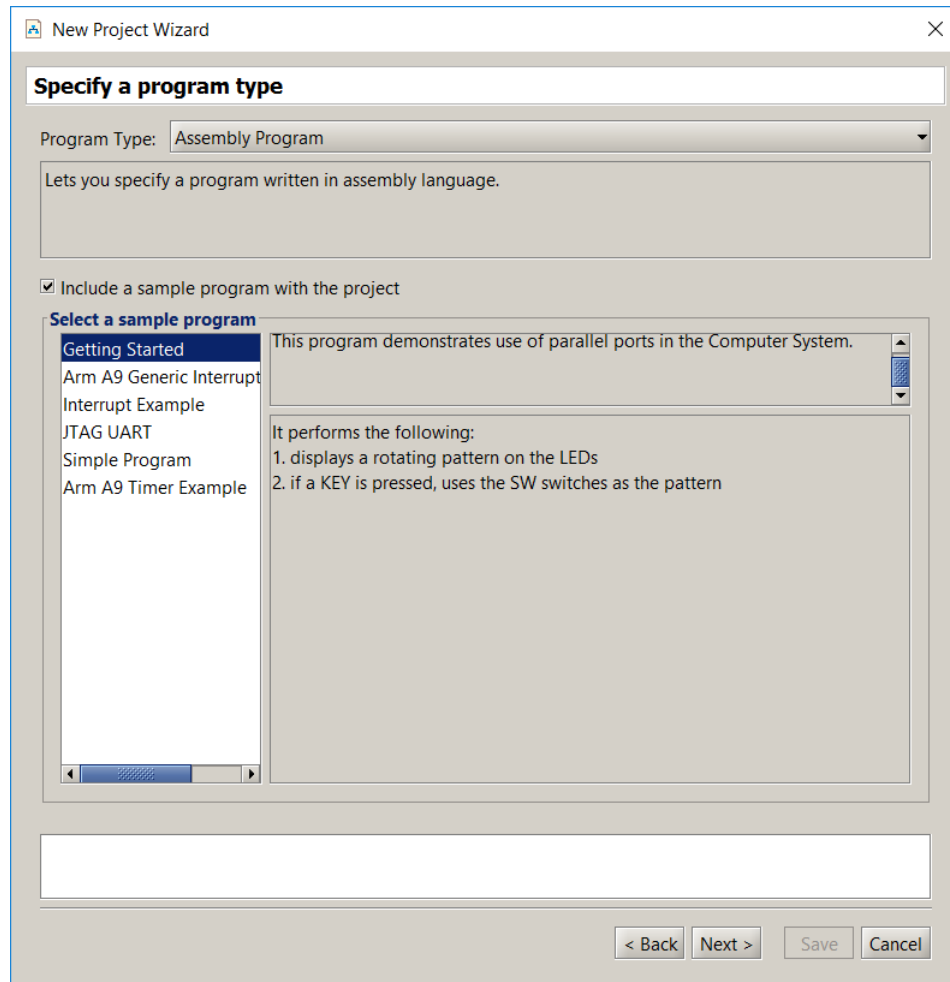 New Project Wizard
Specify a program type
Program Type: Assembly Program
Lets you specify a program written in assembly language.
Include a sample program with the project
Select a sample program
Getting Started
Arm A9 Generic Interrupt
Interrupt Example
JTAG UART
Simple Program
Arm A9 Timer Example
This program demonstrates use of parallel ports in the Computer System.
It performs the following:
1. displays a rotating pattern on the LEDs
2. if a KEY is pressed, uses the SW switches as the pattern
< Back Next > Save Cancel